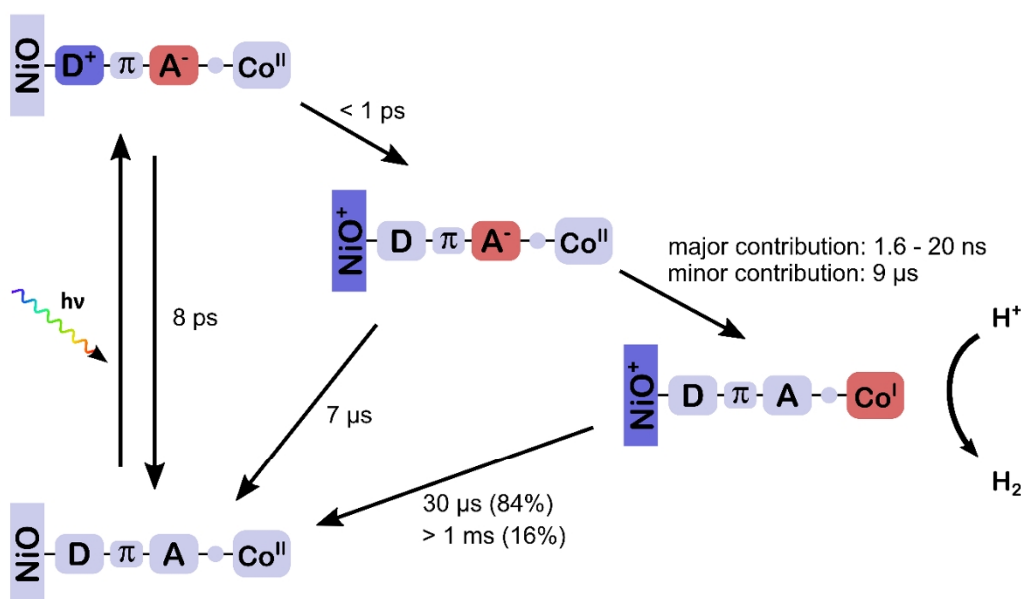 NiO D⁺ π A⁻ Coᴵᴵ
< 1 ps
NiO⁺ D π A⁻ Coᴵᴵ
major contribution: 1.6 - 20 ns
minor contribution: 9 µs
hν
8 ps
H⁺
7 µs
NiO⁺ D π A Coᴵ
30 µs (84%)
> 1 ms (16%)
H₂
NiO D π A Coᴵᴵ